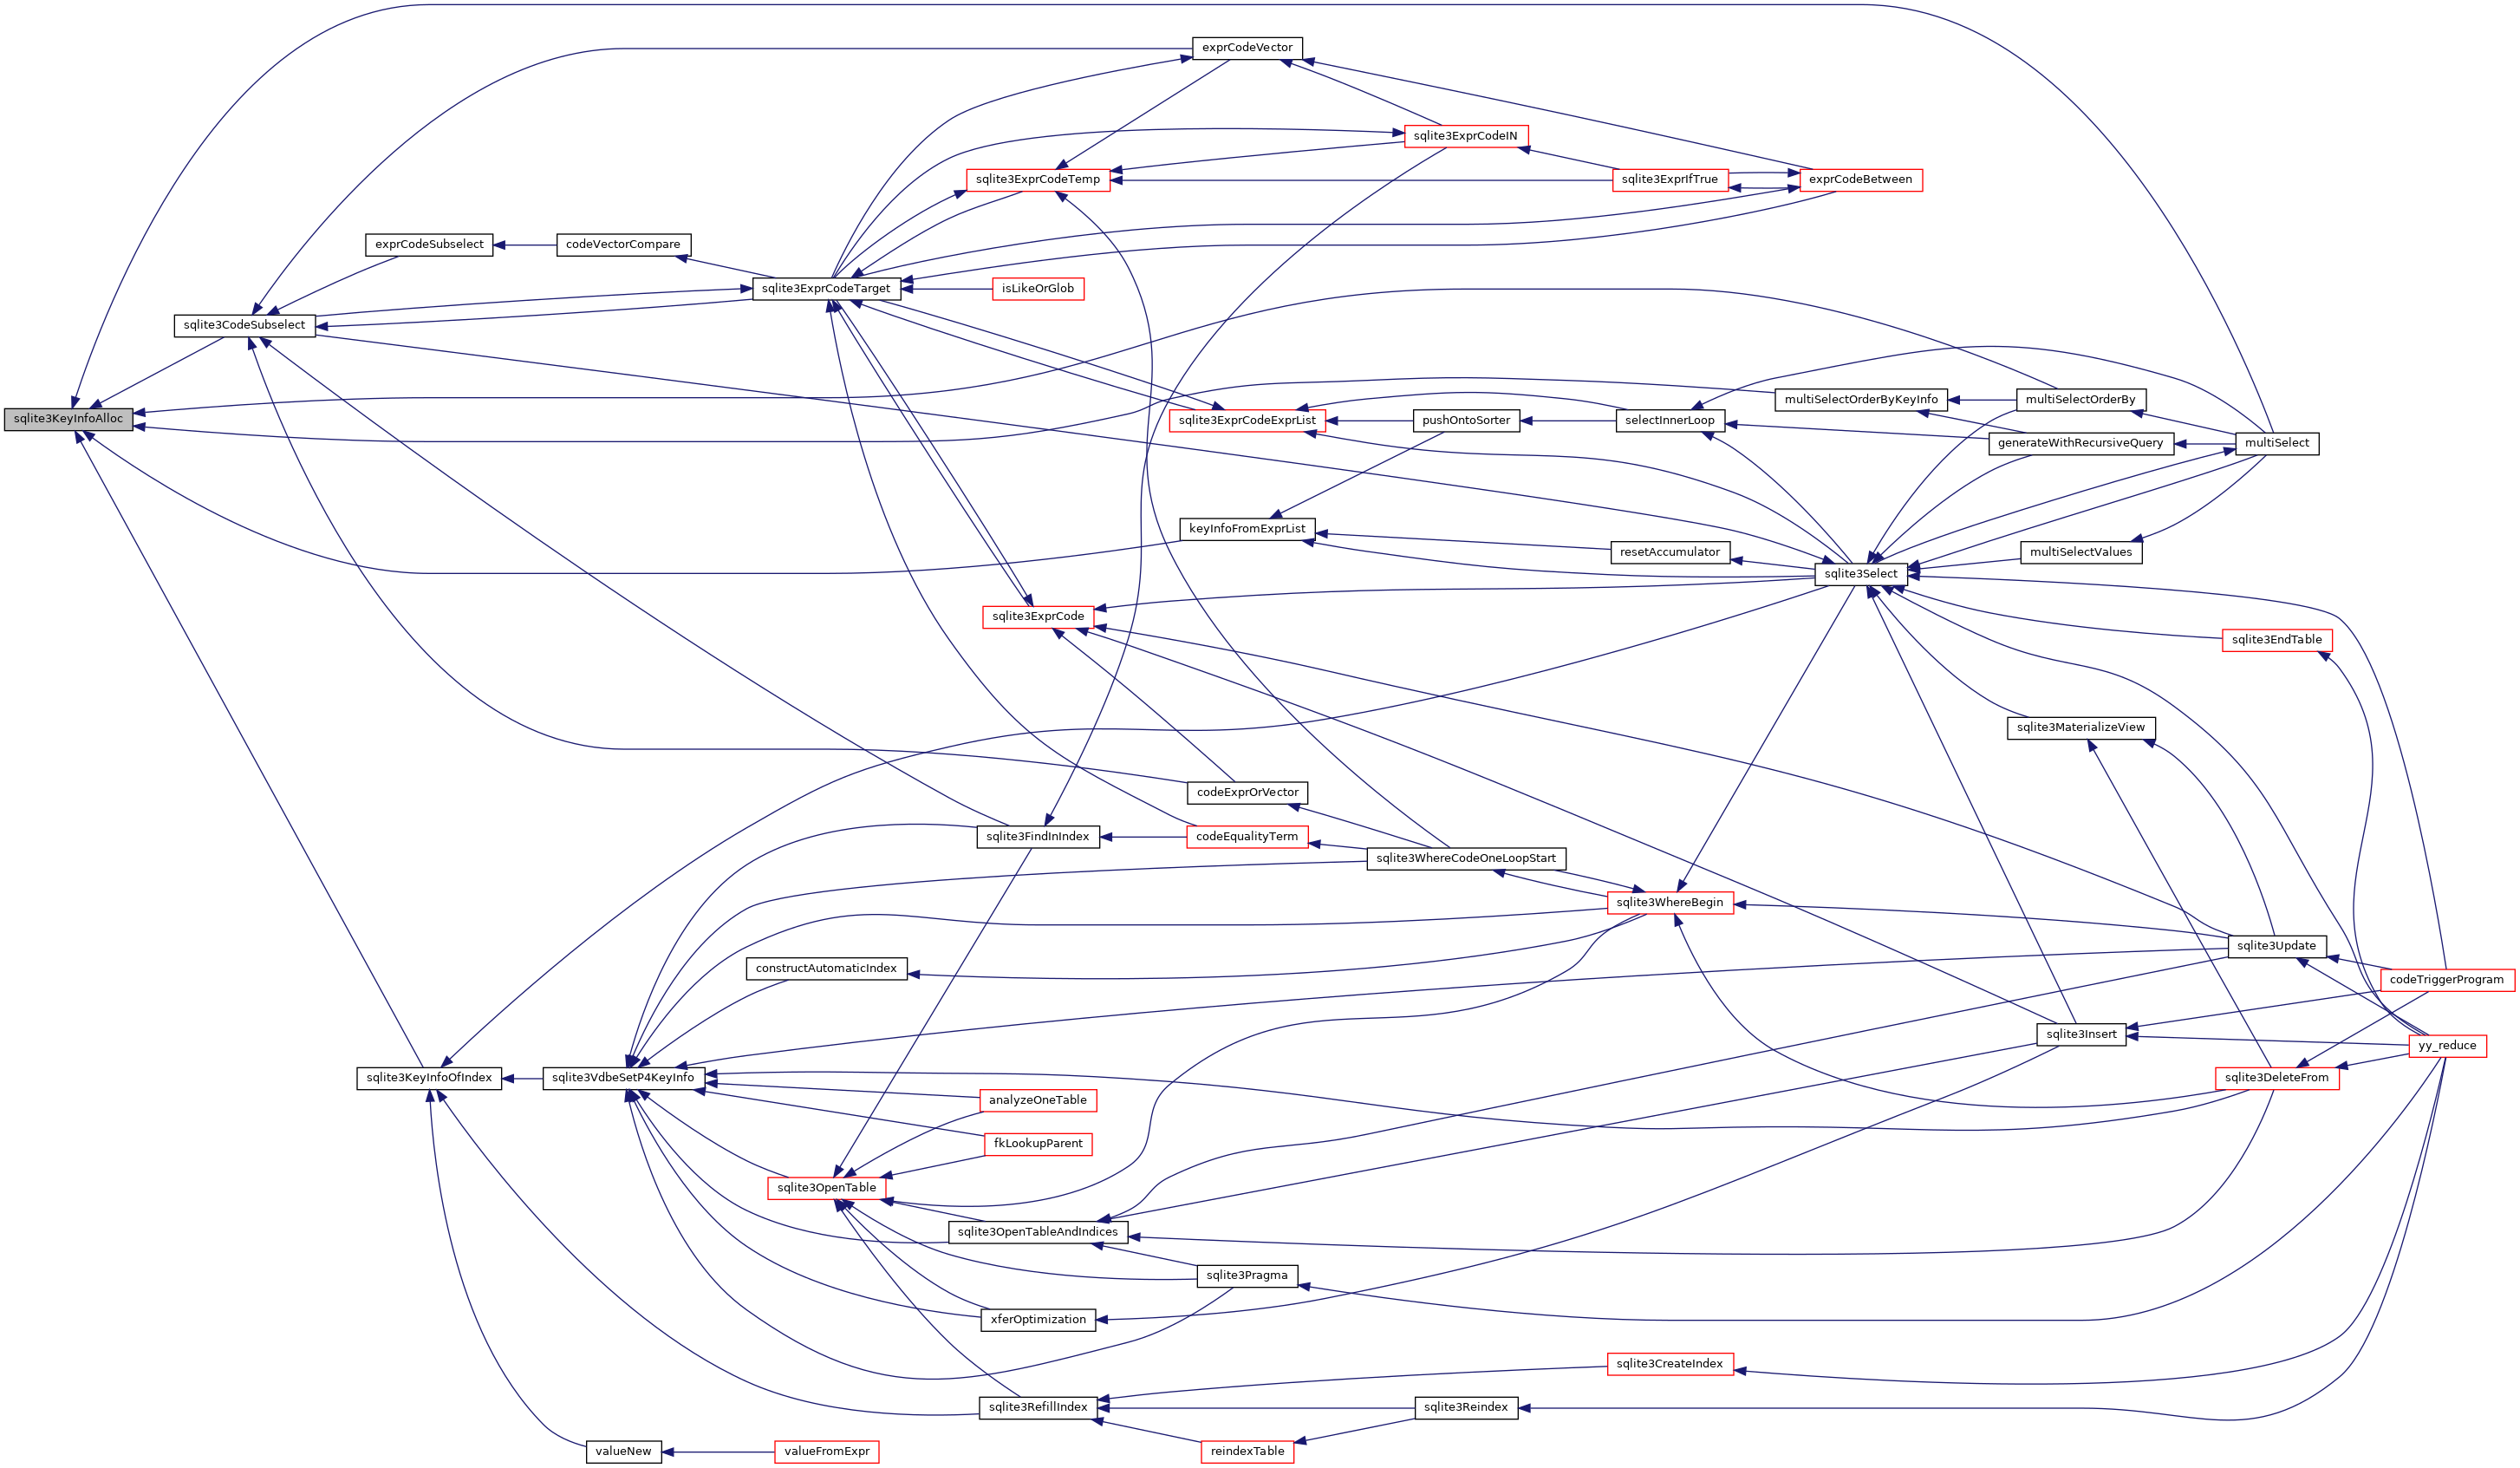 exprCodeVector
sqlite3ExprCodeIN
sqlite3ExprCodeTemp
sqlite3ExprIfTrue
exprCodeBetween
exprCodeSubselect
codeVectorCompare
sqlite3ExprCodeTarget
isLikeOrGlob
sqlite3CodeSubselect
multiSelectOrderByKeyInfo
multiSelectOrderBy
sqlite3KeyInfoAlloc
sqlite3ExprCodeExprList
pushOntoSorter
selectInnerLoop
generateWithRecursiveQuery
multiSelect
keyInfoFromExprList
resetAccumulator
multiSelectValues
sqlite3Select
sqlite3ExprCode
sqlite3EndTable
sqlite3MaterializeView
codeExprOrVector
sqlite3FindInIndex
codeEqualityTerm
sqlite3WhereCodeOneLoopStart
sqlite3WhereBegin
sqlite3Update
constructAutomaticIndex
codeTriggerProgram
sqlite3Insert
yy_reduce
sqlite3KeyInfoOfIndex
sqlite3VdbeSetP4KeyInfo
sqlite3DeleteFrom
analyzeOneTable
fkLookupParent
sqlite3OpenTable
sqlite3OpenTableAndIndices
sqlite3Pragma
xferOptimization
sqlite3CreateIndex
sqlite3RefillIndex
sqlite3Reindex
valueNew
valueFromExpr
reindexTable